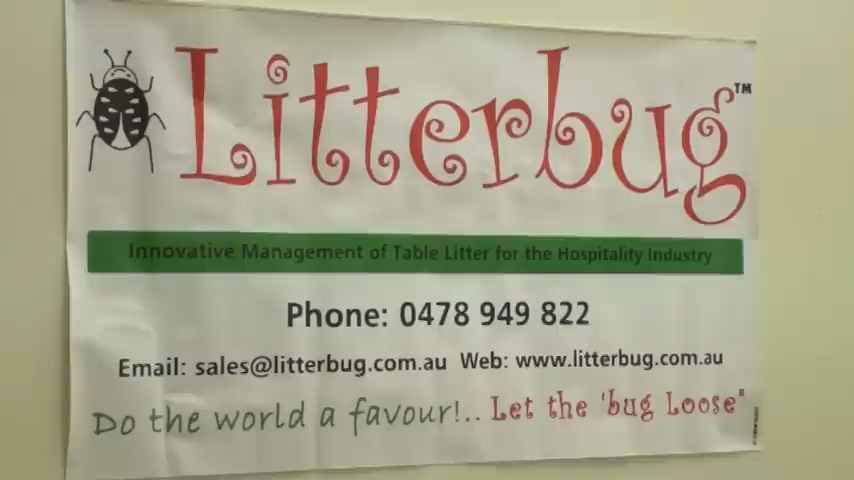 Litterbug™
Innovative Management of Table Litter for the Hospitality Industry
Phone: 0478 949 822
Email: sales@litterbug.com.au Web: www.litterbug.com.au
Do the world a favour!.. Let the 'bug Loose"